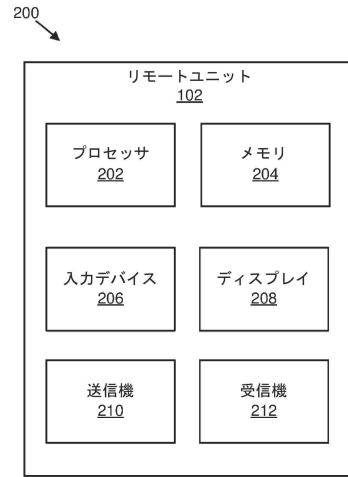 200
リモートユニット
102
プロセッサ
202
メモリ
204
入力デバイス
206
ディスプレイ
208
送信機
210
受信機
212